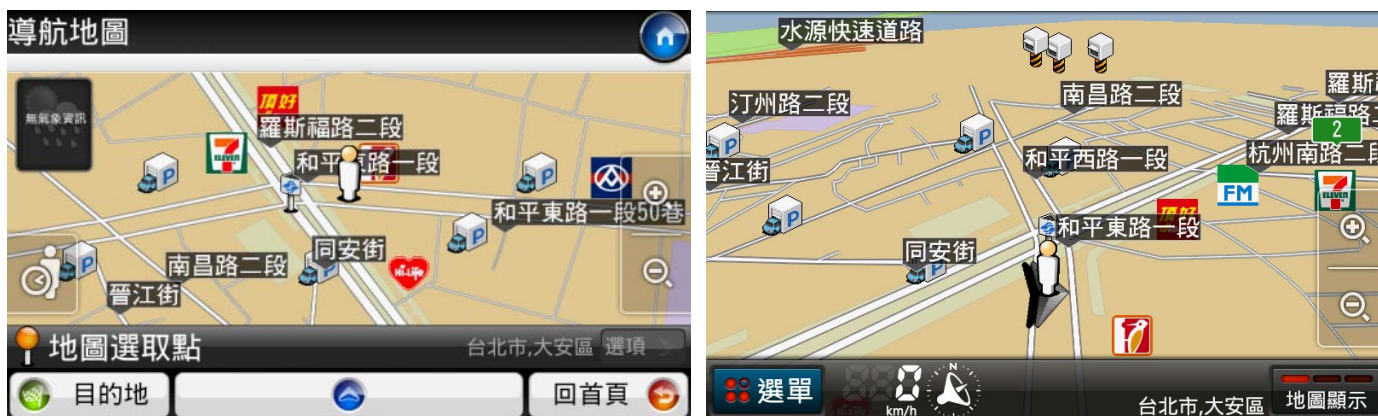 導航地圖
無氣象資訊
頂好
羅斯福路二段
ELEVEN
和平東路一段
和平東路一段50巷
同安街
Hi-Life
南昌路二段
晉江街
地圖選取點
台北市,大安區
選項
目的地
回首頁
水源快速道路
南昌路二段
汀州路二段
羅斯福路二
2
和平西路一段
杭州南路二段
晉江街
FM
ELEVEN
頂好
和平東路一段
同安街
選單
0
km/h
N
台北市,大安區
地圖顯示